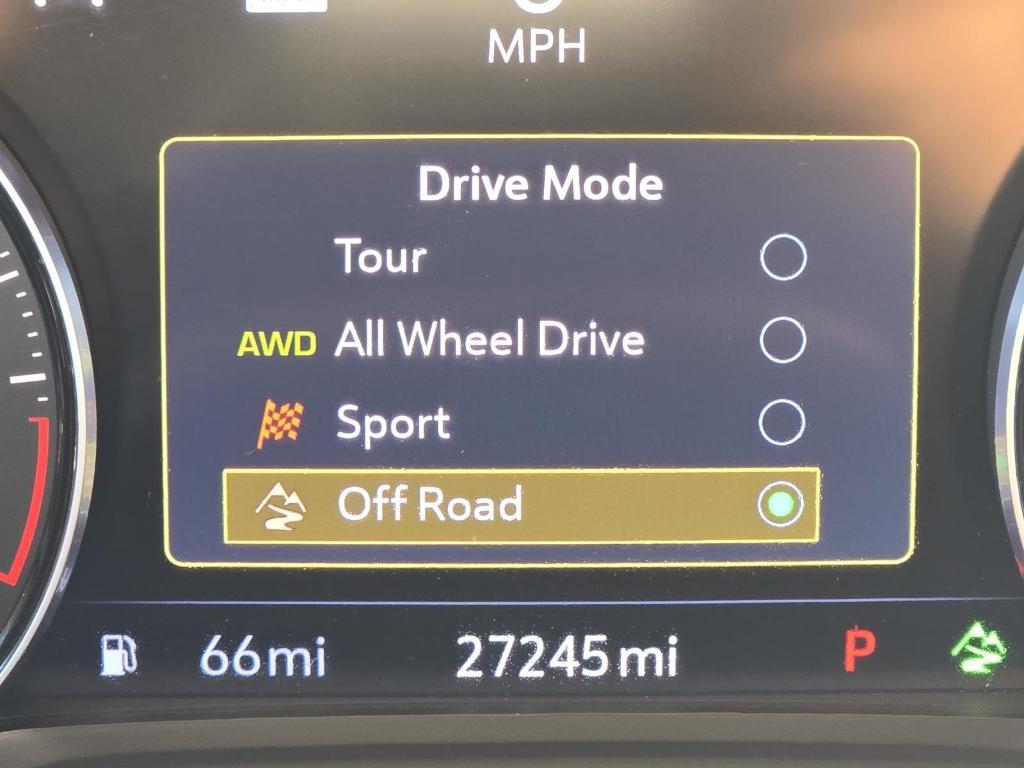 MPH
Drive Mode
Tour
AWD All Wheel Drive
Sport
Off Road
66mi 27245mi P